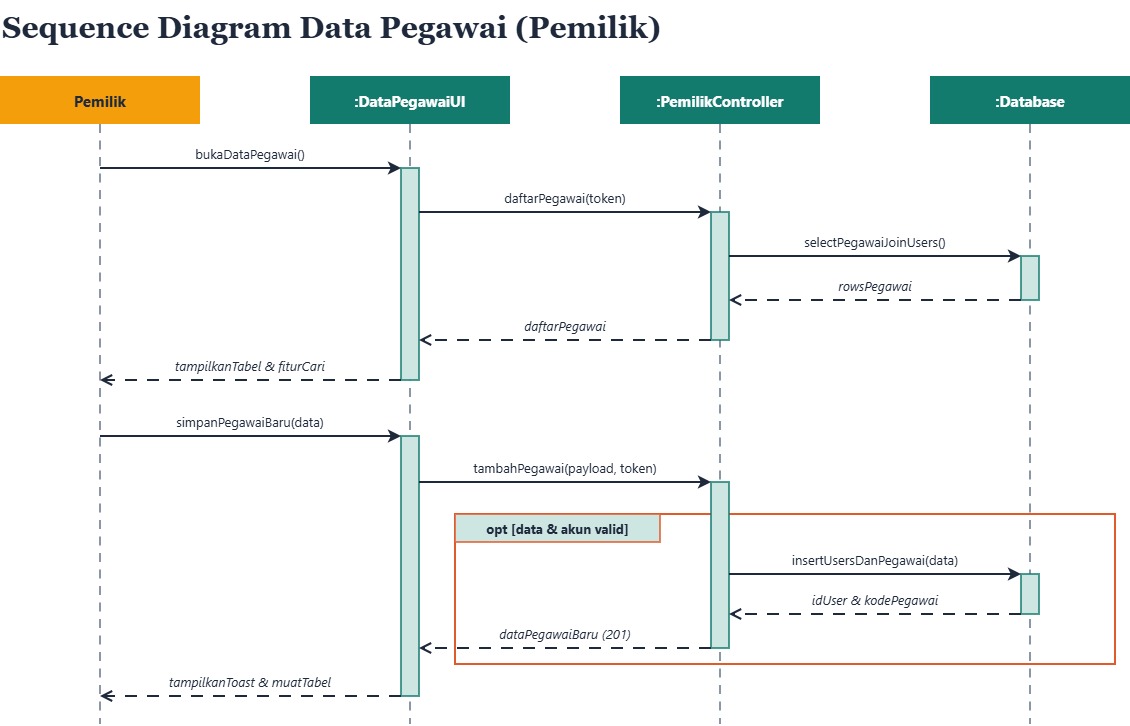 Sequence Diagram Data Pegawai (Pemilik)
Pemilik
:DataPegawaiUI
:PemilikController
:Database
bukaDataPegawai()
daftarPegawai(token)
selectPegawaiJoinUsers()
rowsPegawai
daftarPegawai
tampilkanTabel & fiturCari
simpanPegawaiBaru(data)
tambahPegawai(payload, token)
opt [data & akun valid]
insertUsersDanPegawai(data)
idUser & kodePegawai
dataPegawaiBaru (201)
tampilkanToast & muatTabel